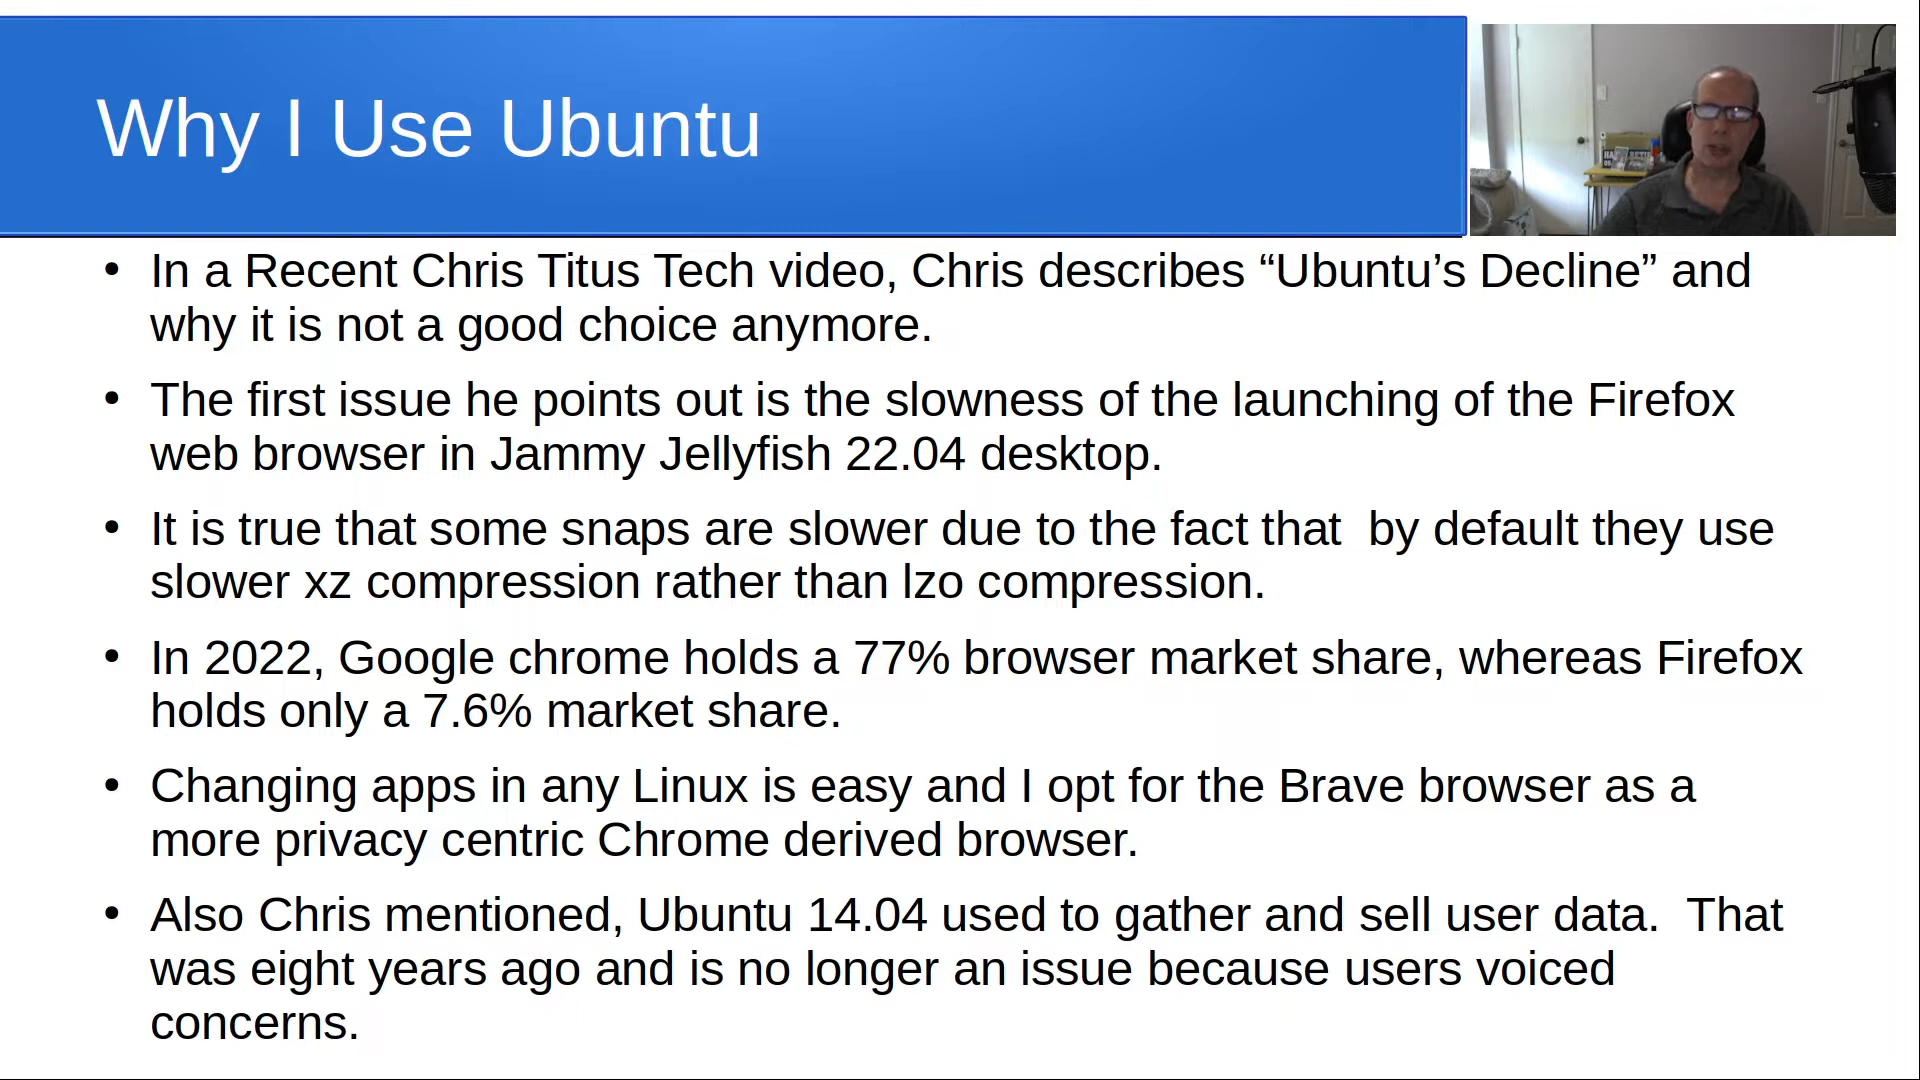 Why I Use Ubuntu
• In a Recent Chris Titus Tech video, Chris describes “Ubuntu’s Decline” and
why it is not a good choice anymore.
• The first issue he points out is the slowness of the launching of the Firefox
web browser in Jammy Jellyfish 22.04 desktop.
• It is true that some snaps are slower due to the fact that  by default they use
slower xz compression rather than lzo compression.
• In 2022, Google chrome holds a 77% browser market share, whereas Firefox
holds only a 7.6% market share.
• Changing apps in any Linux is easy and I opt for the Brave browser as a
more privacy centric Chrome derived browser.
• Also Chris mentioned, Ubuntu 14.04 used to gather and sell user data.  That
was eight years ago and is no longer an issue because users voiced
concerns.